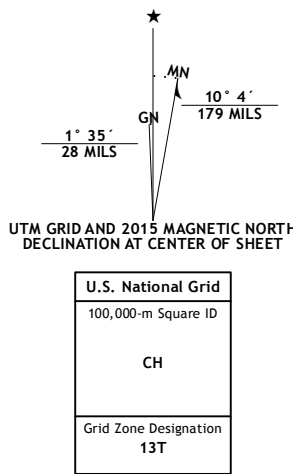 ★
MN
GN
10° 4´
179 MILS
1° 35´
28 MILS
UTM GRID AND 2015 MAGNETIC NORTH
DECLINATION AT CENTER OF SHEET
U.S. National Grid
100,000-m Square ID
CH
Grid Zone Designation
13T